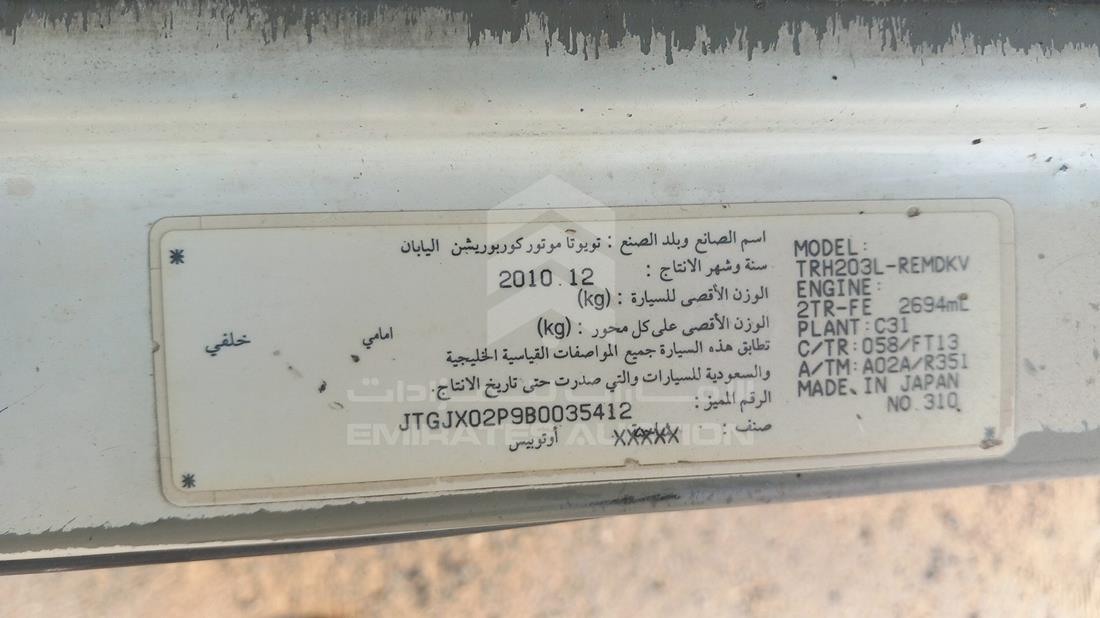 اسم الصانع وبلد الصنع : تويوتا موتور كوربوريشن اليابان
سنة وشهر الانتاج : 2010.12
الوزن الأقصى للسيارة : (kg)
الوزن الأقصى على كل محور : (kg) امامي خلفي
تطابق هذه السيارة جميع المواصفات القياسية الخليجية
والسعودية للسيارات والتي صدرت حتى تاريخ الانتاج.
الرقم المميز : JTGJX02P9B0035412
صنف : XXXXX أوتوبيس
MODEL:
TRH203L-REMDKV
ENGINE:
2TR-FE 2694mL
PLANT:C31
C/TR:058/FT13
A/TM:A02A/R351
MADE IN JAPAN
NO.310
الإمارات للمزادات
EMIRATES AUCTION